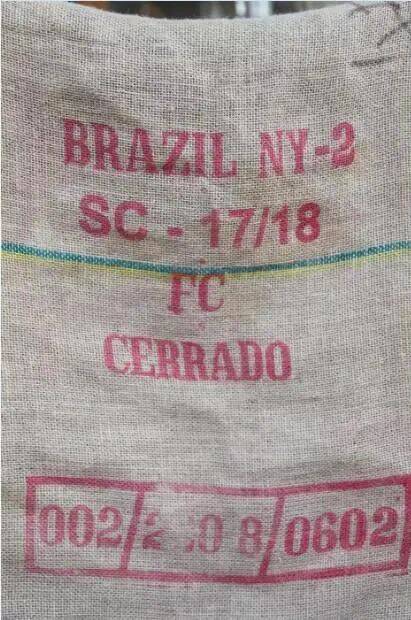 BRAZIL NY-2
SC - 17/18
FC
CERRADO
002/ /0602